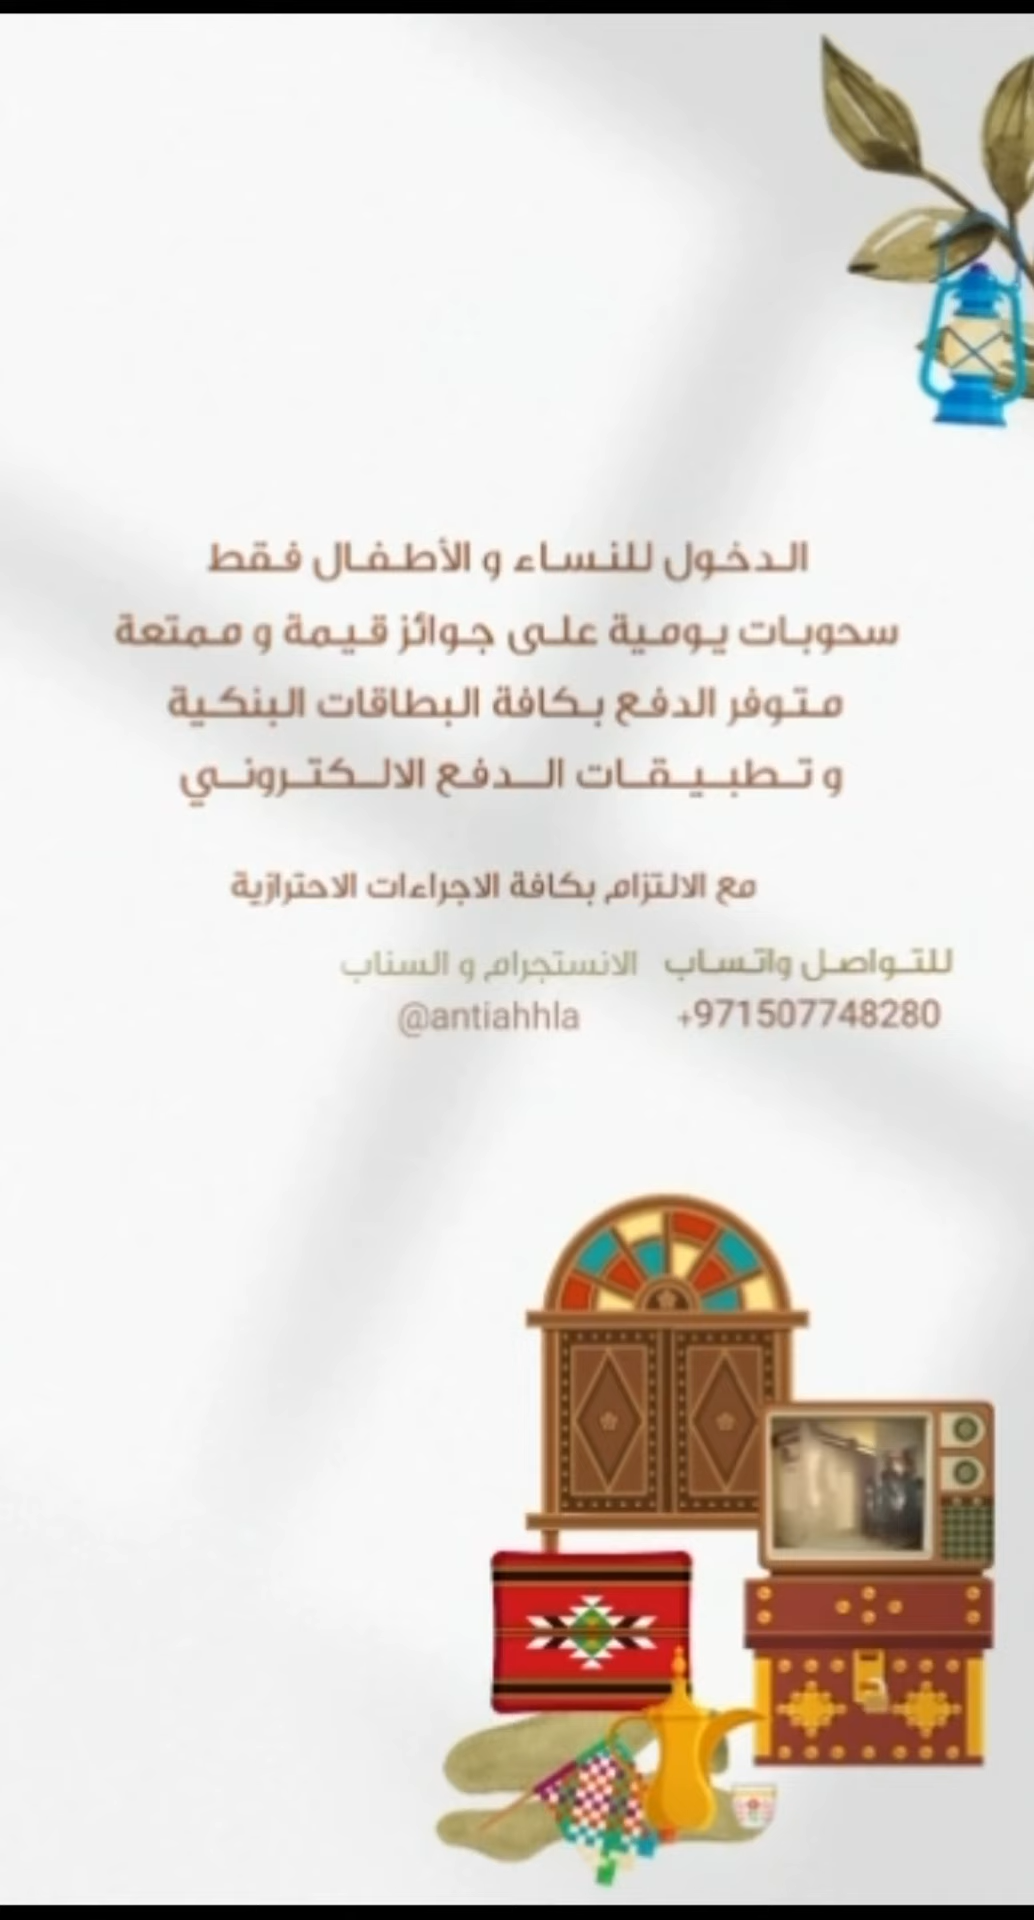 الدخول للنساء و الأطفال فقط
سحوبات يومية على جوائز قيمة و ممتعة
متوفر الدفع بكافة البطاقات البنكية
و تطبيقات الدفع الالكتروني
مع الالتزام بكافة الاجراءات الاحترازية
للتواصل واتساب الانستجرام و السناب
+971507748280 @antiahhla